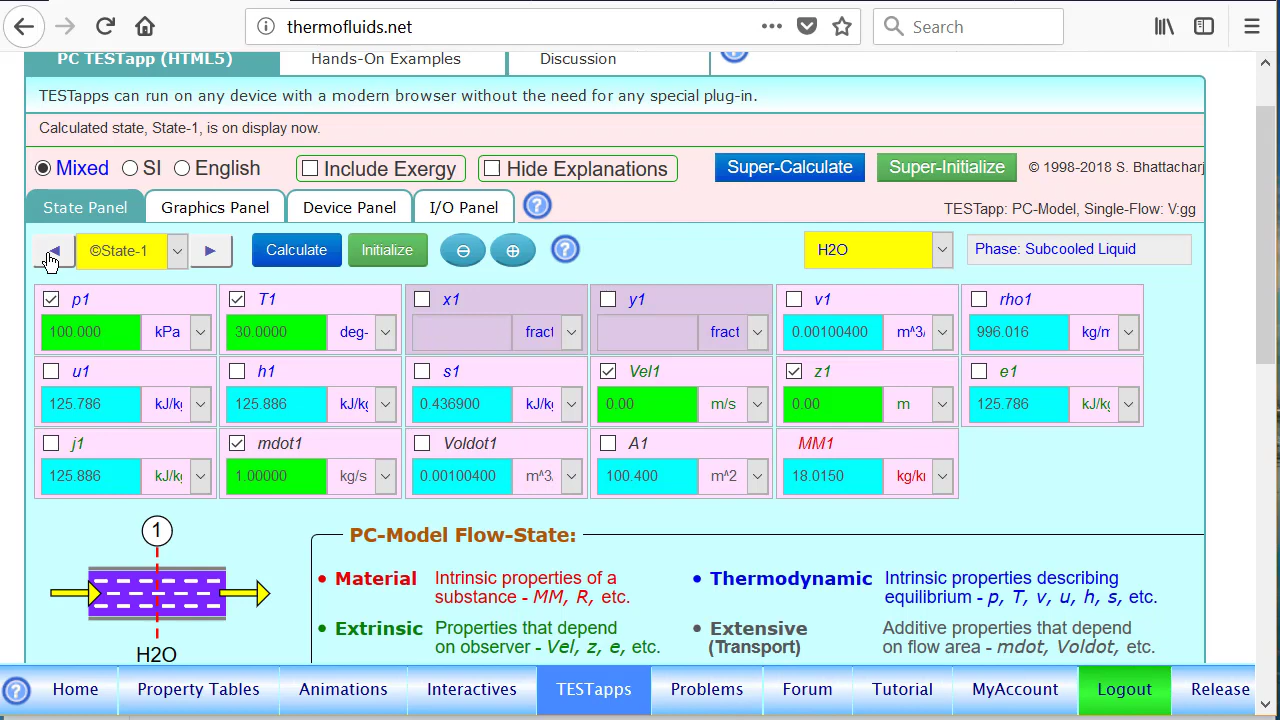 thermofluids.net
Search
PC TESTapp (HTML5)
Hands-On Examples
Discussion
TESTapps can run on any device with a modern browser without the need for any special plug-in.
Calculated state, State-1, is on display now.
Mixed SI English Include Exergy Hide Explanations Super-Calculate Super-Initialize © 1998-2018 S. Bhattacharj
State Panel Graphics Panel Device Panel I/O Panel ? TESTapp: PC-Model, Single-Flow: V:gg
©State-1 Calculate Initialize ? H2O Phase: Subcooled Liquid
p1 T1 x1 y1 v1 rho1
100.000 kPa 30.0000 deg- fract fract 0.00100400 m^3/ 996.016 kg/m
u1 h1 s1 Vel1 z1 e1
125.786 kJ/kg 125.886 kJ/kg 0.436900 kJ/kg 0.00 m/s 0.00 m 125.786 kJ/kg
j1 mdot1 Voldot1 A1 MM1
125.886 kJ/kg 1.00000 kg/s 0.00100400 m^3. 100.400 m^2 18.0150 kg/kı
1
H2O
PC-Model Flow-State:
• Material Intrinsic properties of a
substance - MM, R, etc.
• Thermodynamic Intrinsic properties describing
equilibrium - p, T, v, u, h, s, etc.
• Extrinsic Properties that depend
on observer - Vel, z, e, etc.
• Extensive Additive properties that depend
(Transport) on flow area - mdot, Voldot, etc.
? Home Property Tables Animations Interactives TESTapps Problems Forum Tutorial MyAccount Logout Release